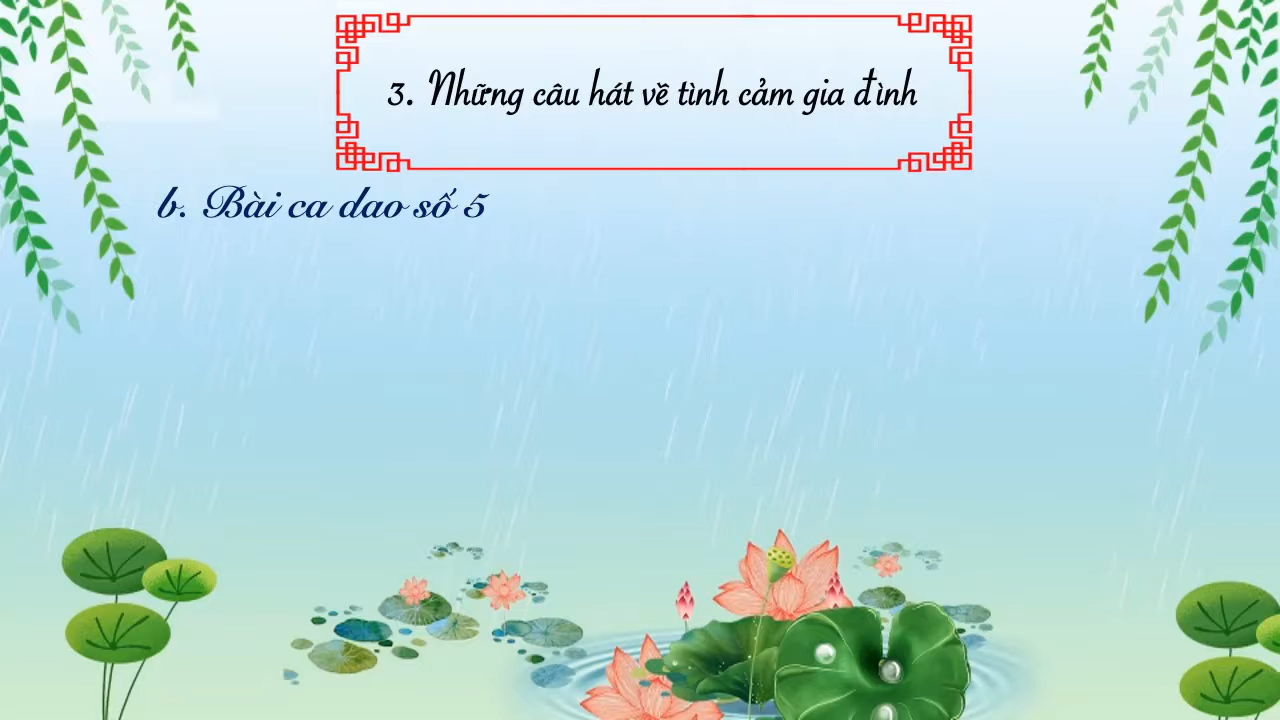 3. Những câu hát về tình cảm gia đình
b. Bài ca dao số 5